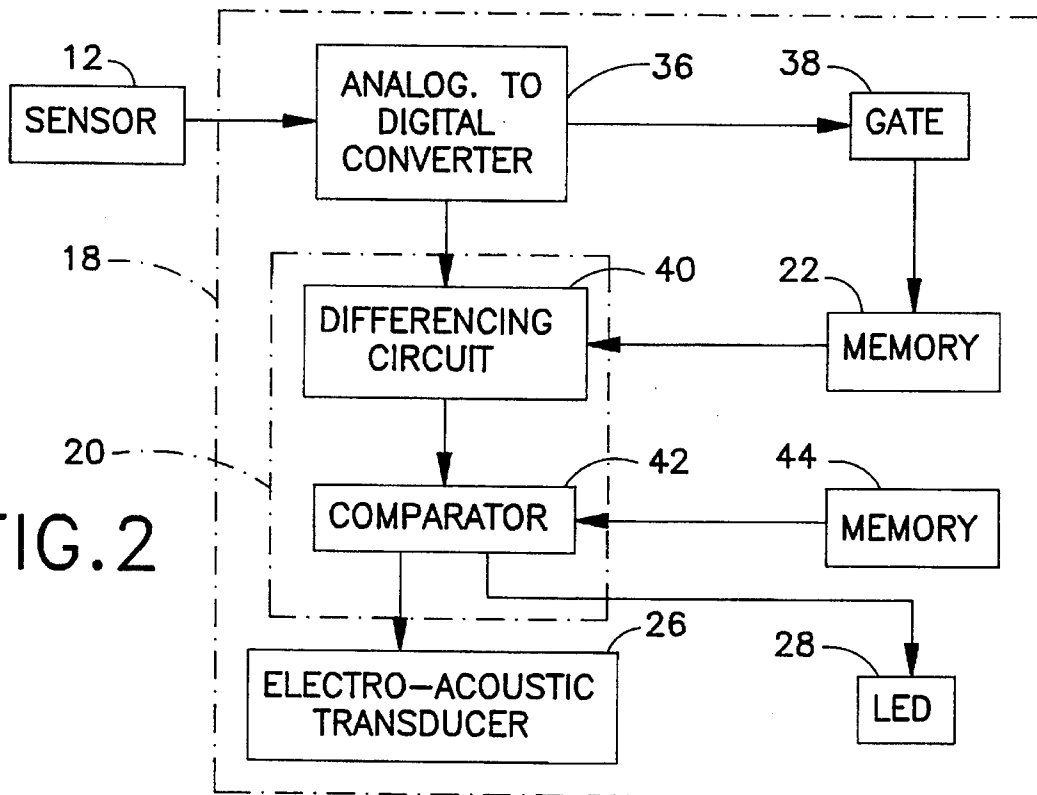 12
SENSOR
ANALOG. TO
DIGITAL
CONVERTER
36
38
GATE
18
40
DIFFERENCING
CIRCUIT
22
MEMORY
20
42
COMPARATOR
44
MEMORY
FIG.2
26
ELECTRO-ACOUSTIC
TRANSDUCER
28
LED